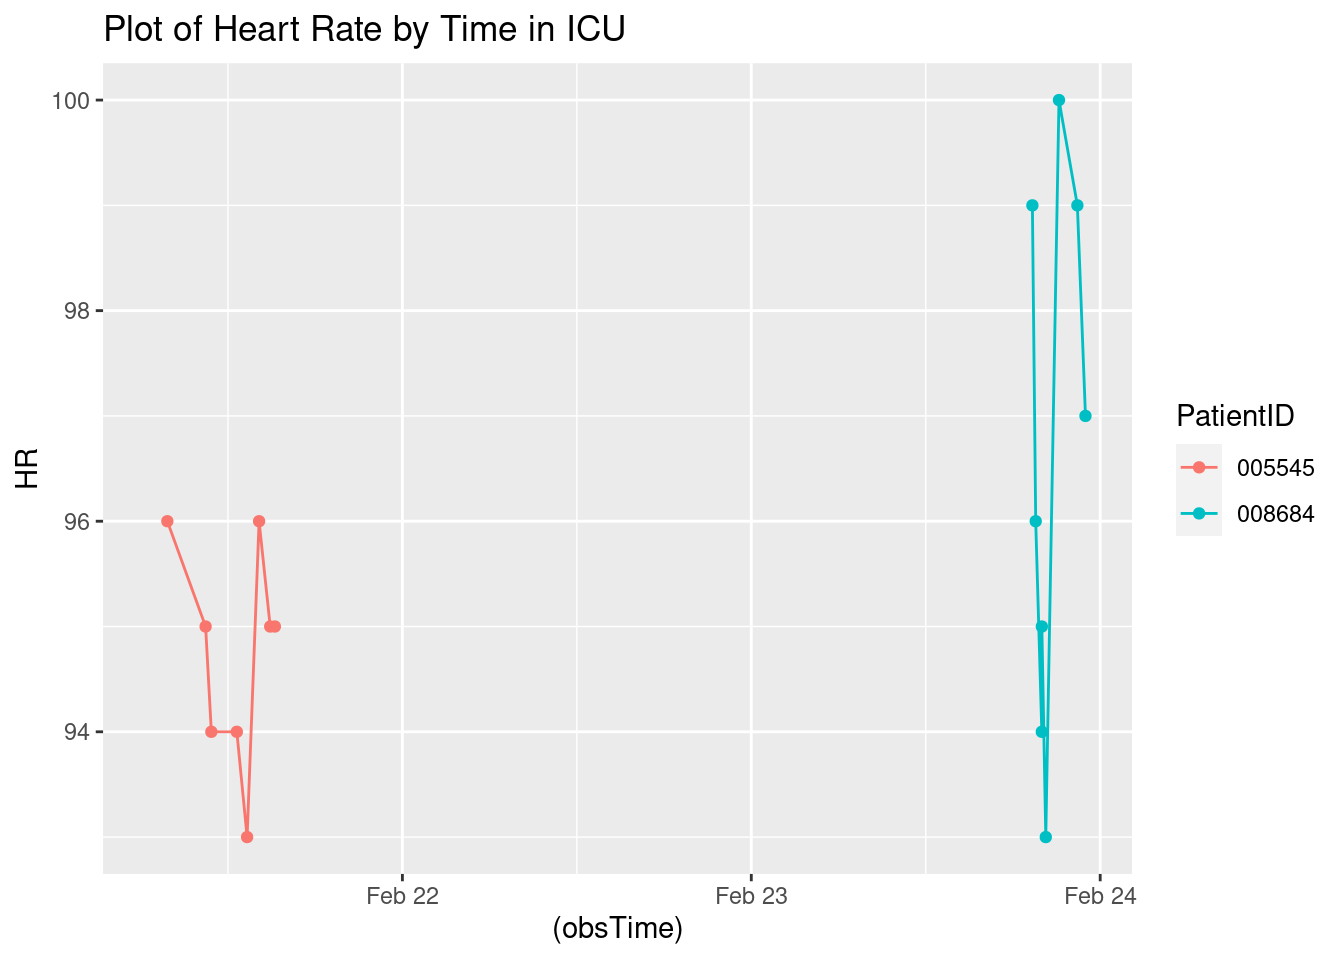 Plot of Heart Rate by Time in ICU
100
98
96
94
HR
Feb 22
Feb 23
Feb 24
(obsTime)
PatientID
005545
008684